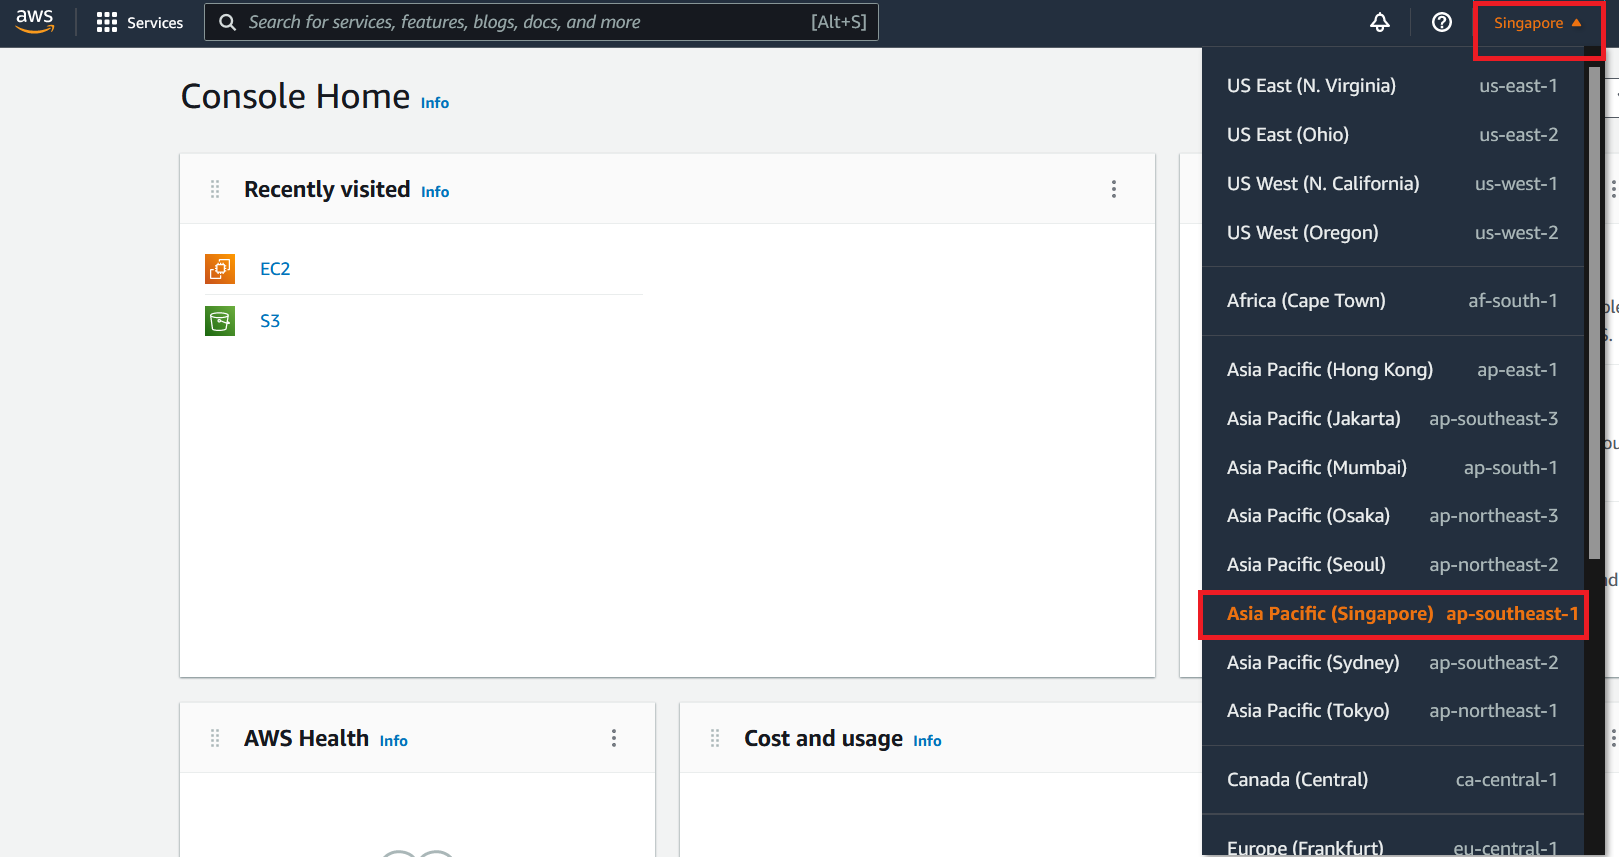 aws Services Search for services, features, blogs, docs, and more [Alt+S] Singapore
Console Home Info
Recently visited Info
EC2
S3
AWS Health Info
Cost and usage Info
US East (N. Virginia) us-east-1
US East (Ohio) us-east-2
US West (N. California) us-west-1
US West (Oregon) us-west-2
Africa (Cape Town) af-south-1
Asia Pacific (Hong Kong) ap-east-1
Asia Pacific (Jakarta) ap-southeast-3
Asia Pacific (Mumbai) ap-south-1
Asia Pacific (Osaka) ap-northeast-3
Asia Pacific (Seoul) ap-northeast-2
Asia Pacific (Singapore) ap-southeast-1
Asia Pacific (Sydney) ap-southeast-2
Asia Pacific (Tokyo) ap-northeast-1
Canada (Central) ca-central-1
Europe (Frankfurt) eu-central-1